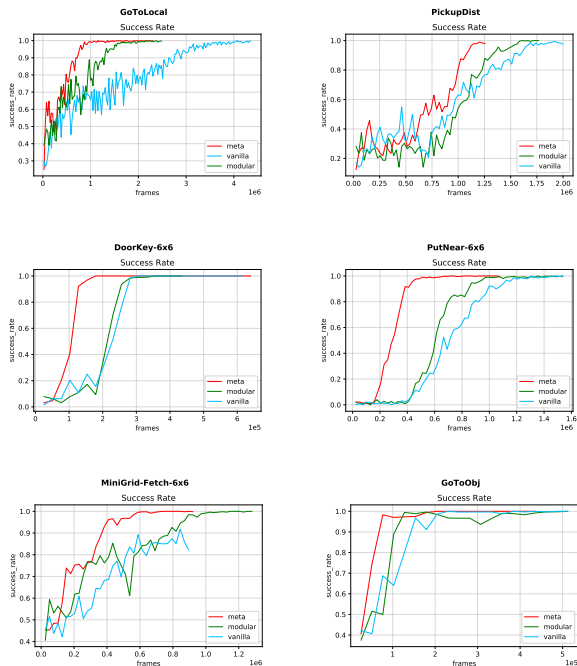 GoToLocal
Success Rate
success_rate
1.0
0.9
0.8
0.7
0.6
0.5
0.4
0.3
meta
vanilla
modular
0 1 2 3 4
1e6
frames
PickupDist
Success Rate
success_rate
1.0
0.8
0.6
0.4
0.2
meta
modular
vanilla
0.00 0.25 0.50 0.75 1.00 1.25 1.50 1.75 2.00
1e6
frames
DoorKey-6x6
Success Rate
success_rate
1.0
0.8
0.6
0.4
0.2
0.0
meta
modular
vanilla
0 1 2 3 4 5 6
1e5
frames
PutNear-6x6
Success Rate
success_rate
1.0
0.8
0.6
0.4
0.2
0.0
meta
modular
vanilla
0.0 0.2 0.4 0.6 0.8 1.0 1.2 1.4 1.6
1e6
frames
MiniGrid-Fetch-6x6
Success Rate
success_rate
1.0
0.9
0.8
0.7
0.6
0.5
0.4
meta
modular
vanilla
0.0 0.2 0.4 0.6 0.8 1.0 1.2
1e6
frames
GoToObj
Success Rate
success_rate
1.0
0.9
0.8
0.7
0.6
0.5
0.4
meta
modular
vanilla
1 2 3 4 5
1e5
frames